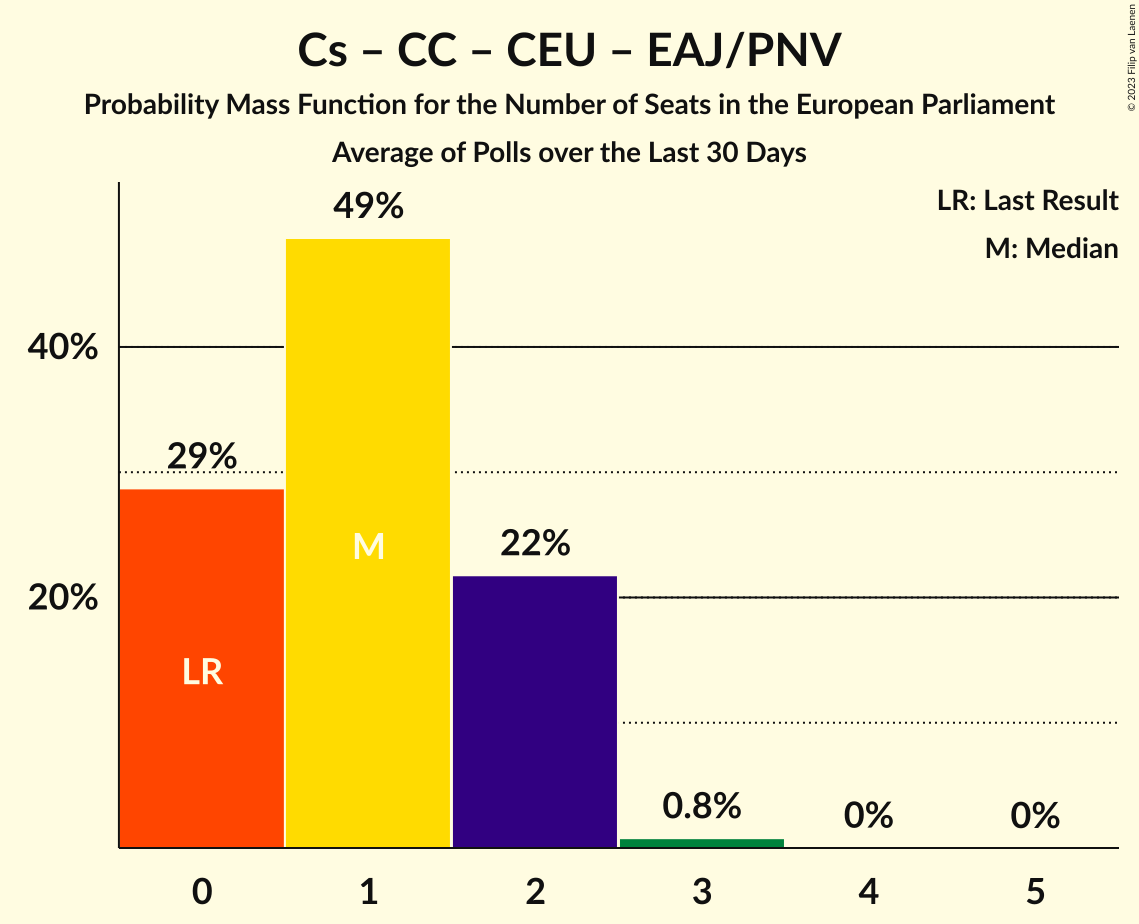 Cs – CC – CEU – EAJ/PNV
Probability Mass Function for the Number of Seats in the European Parliament
Average of Polls over the Last 30 Days
© 2023 Filip van Laenen
LR: Last Result
M: Median
49%
40%
29%
M
22%
20%
LR
0.8%
0%
0%
0 1 2 3 4 5